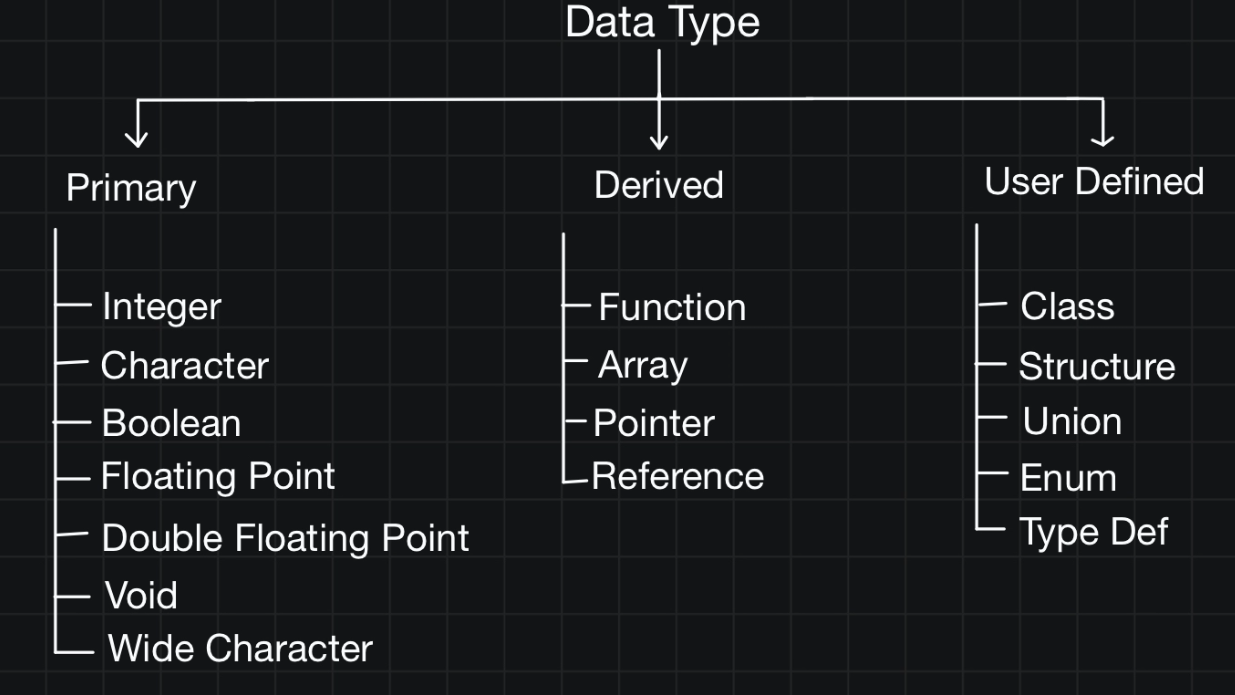 Data Type
Primary
Integer
Character
Boolean
Floating Point
Double Floating Point
Void
Wide Character
Derived
Function
Array
Pointer
Reference
User Defined
Class
Structure
Union
Enum
Type Def